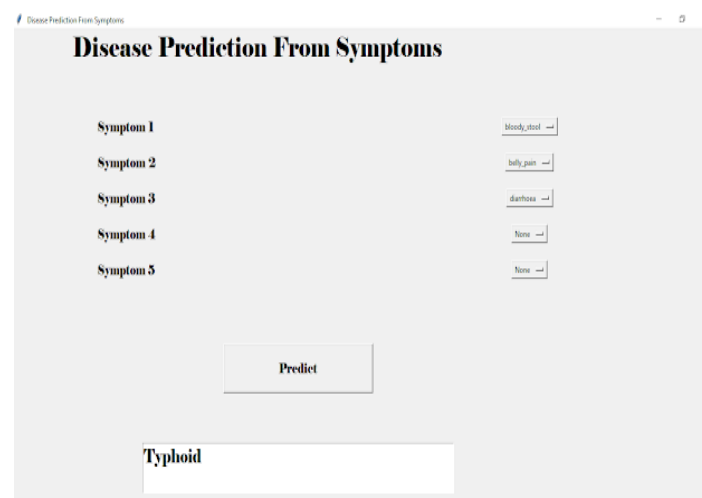 Disease Prediction From Symptoms
Disease Prediction From Symptoms
Symptom 1 bloody_stool
Symptom 2 belly_pain
Symptom 3 diarrhoea
Symptom 4 None
Symptom 5 None
Predict
Typhoid